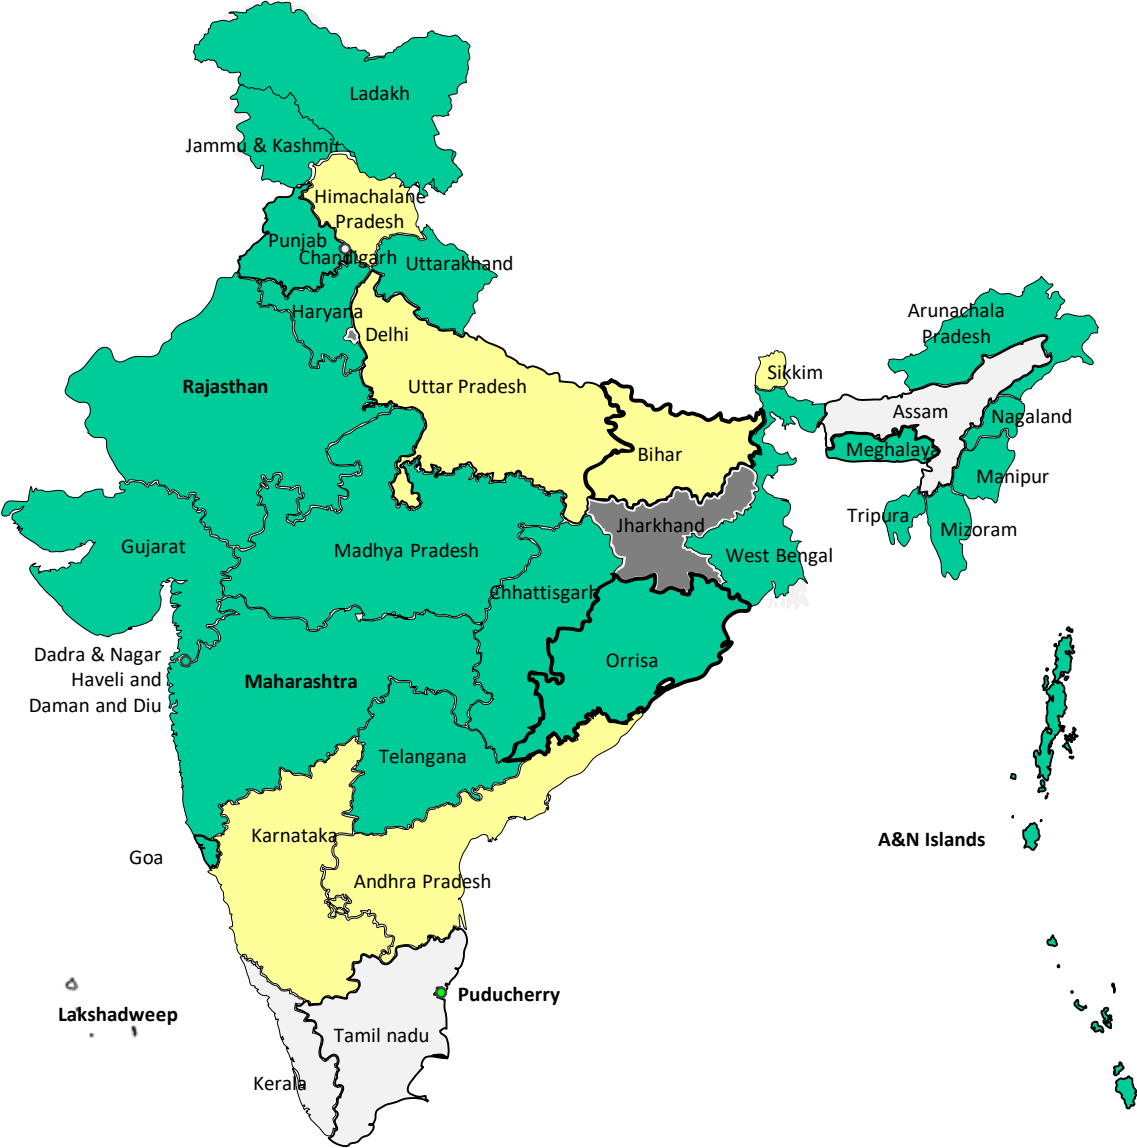 Ladakh
Jammu & Kashmir
Himachalane
Pradesh
Punjab
Chandigarh
Uttarakhand
Haryana
Delhi
Arunachala
Pradesh
Rajasthan
Uttar Pradesh
Sikkim
Assam
Nagaland
Bihar
Meghalaya
Manipur
Tripura
Mizoram
Jharkhand
Gujarat
Madhya Pradesh
West Bengal
Chhattisgarh
Dadra & Nagar
Haveli and
Daman and Diu
Orrisa
Maharashtra
Telangana
Karnataka
A&N Islands
Goa
Andhra Pradesh
Puducherry
Lakshadweep
Tamil nadu
Kerala